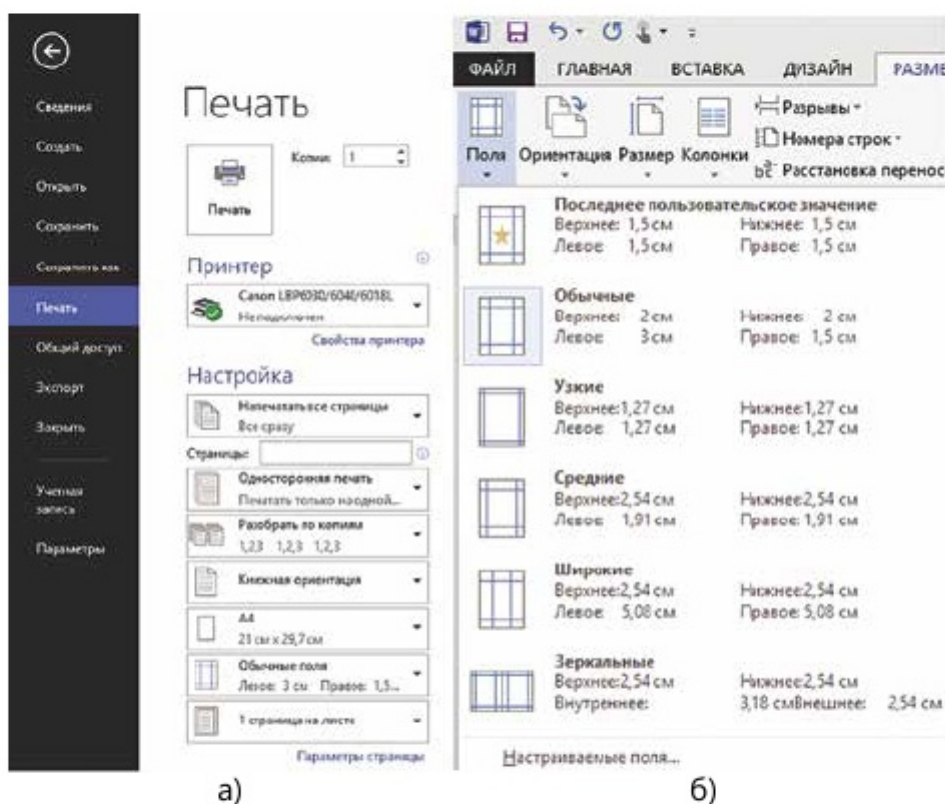 Сведения
Создать
Открыть
Сохранить
Сохранить как
Печать
Общий доступ
Экспорт
Закрыть
Учетная
запись
Параметры
Печать
Копии: 1
Печать
Принтер
Canon LBP6030/6040/6018L
Не подключен
Свойства принтера
Настройка
Напечатать все страницы
Все сразу
Страницы:
Односторонняя печать
Печатать только на одной...
Разобрать по копиям
1,2,3 1,2,3 1,2,3
Книжная ориентация
A4
21 см x 29,7 см
Обычные поля
Левое: 3 см Правое: 1,5...
1 страница на листе
Параметры страницы
а)
ФАЙЛ ГЛАВНАЯ ВСТАВКА ДИЗАЙН РАЗМЕ
Поля Ориентация Размер Колонки
Разрывы
Номера строк
Расстановка перенос
Последнее пользовательское значение
Верхнее: 1,5 см Нижнее: 1,5 см
Левое: 1,5 см Правое: 1,5 см
Обычные
Верхнее: 2 см Нижнее: 2 см
Левое: 3 см Правое: 1,5 см
Узкие
Верхнее: 1,27 см Нижнее: 1,27 см
Левое: 1,27 см Правое: 1,27 см
Средние
Верхнее: 2,54 см Нижнее: 2,54 см
Левое: 1,91 см Правое: 1,91 см
Широкие
Верхнее: 2,54 см Нижнее: 2,54 см
Левое: 5,08 см Правое: 5,08 см
Зеркальные
Верхнее: 2,54 см Нижнее: 2,54 см
Внутреннее: 3,18 смВнешнее: 2,54 см
Настраиваемые поля...
б)